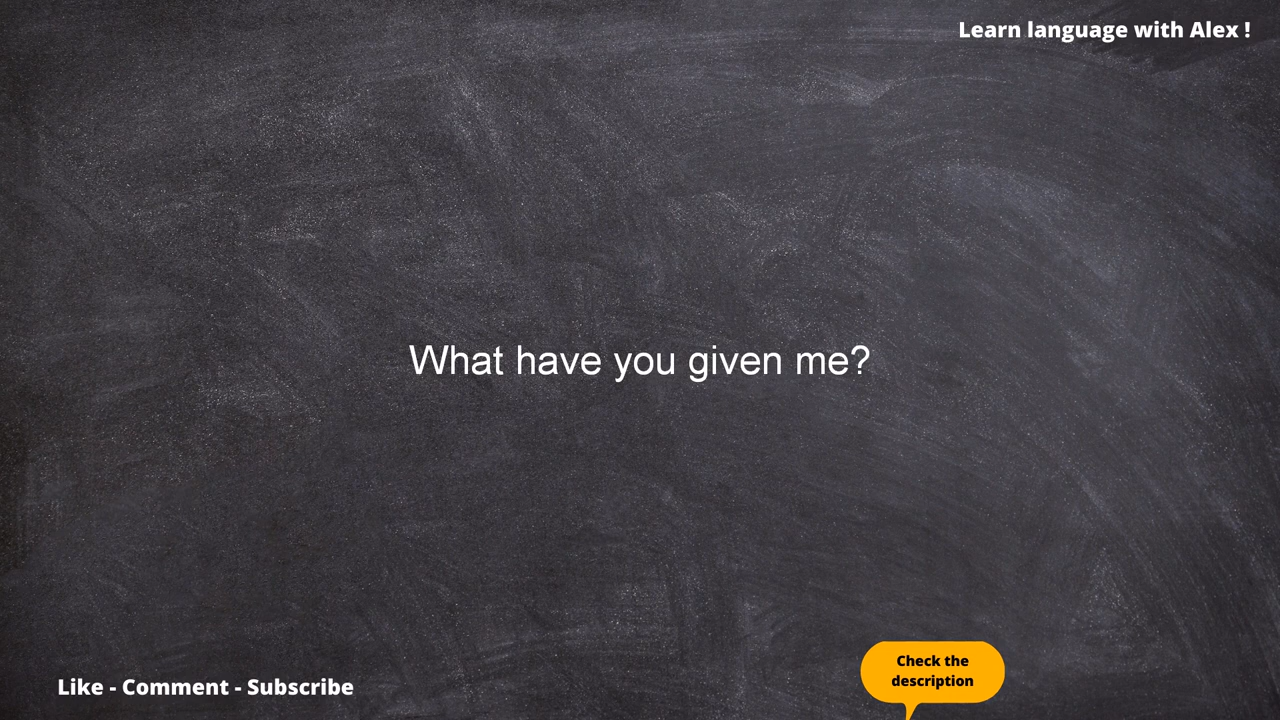 Learn language with Alex !
What have you given me?
Check the
description
Like - Comment - Subscribe